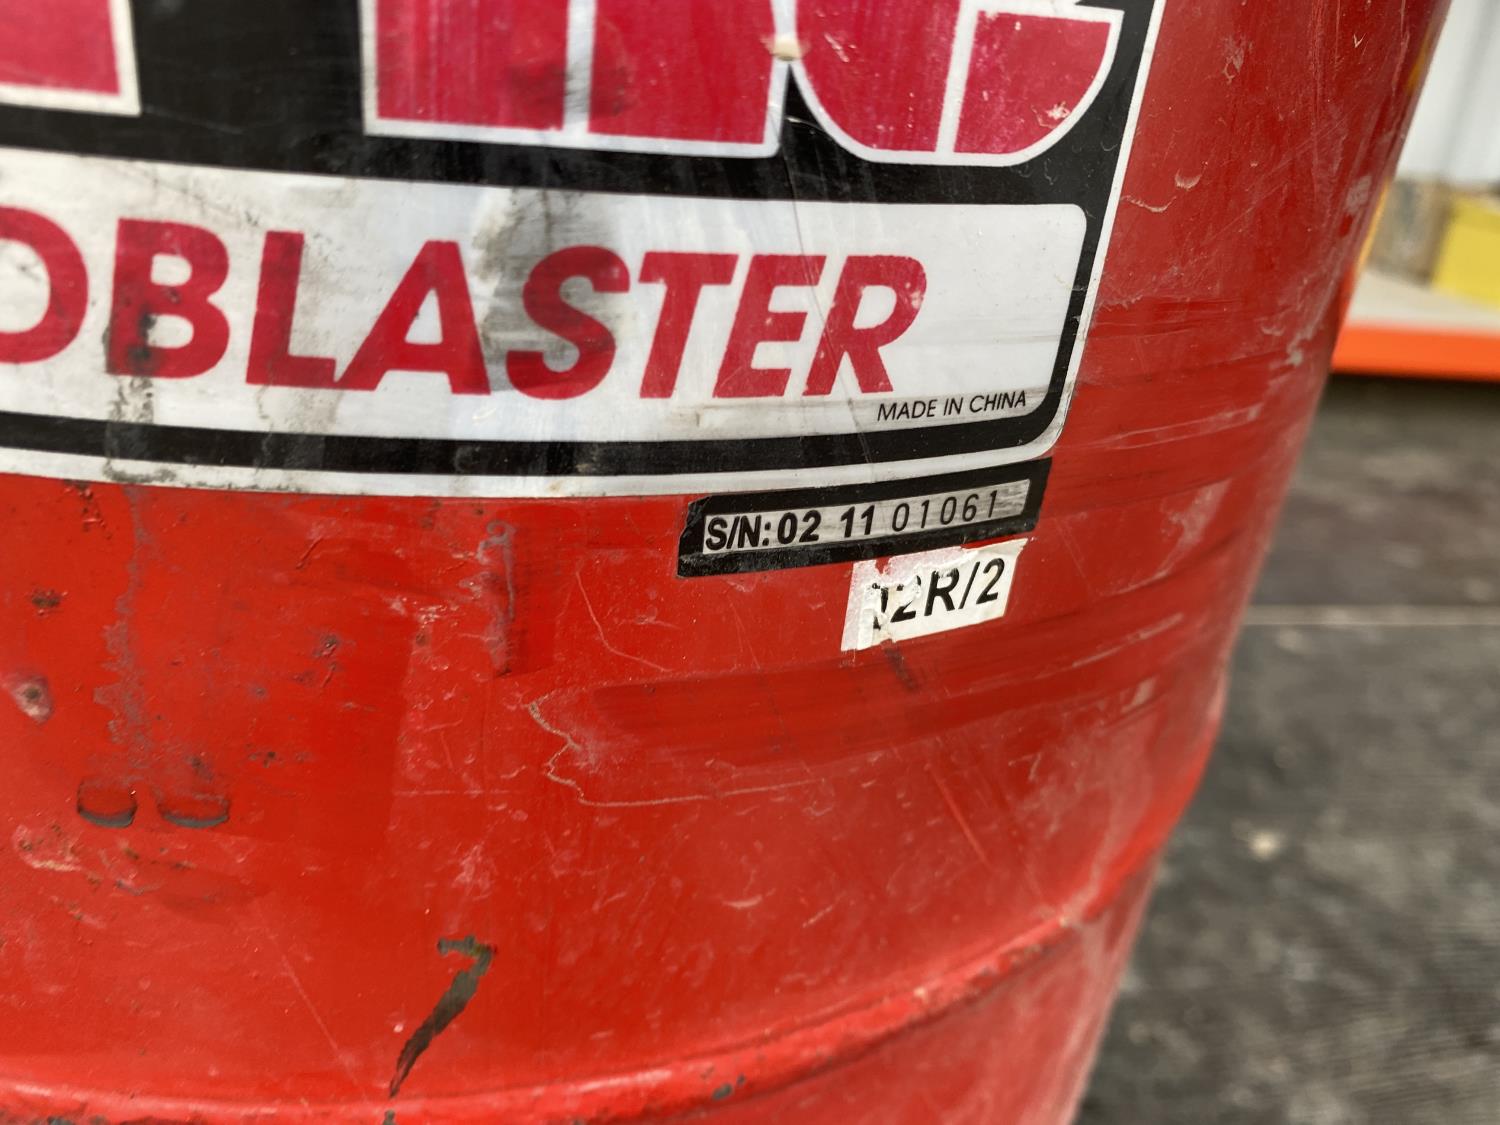 OBLASTER
MADE IN CHINA
S/N: 02 11 01061
2R/2